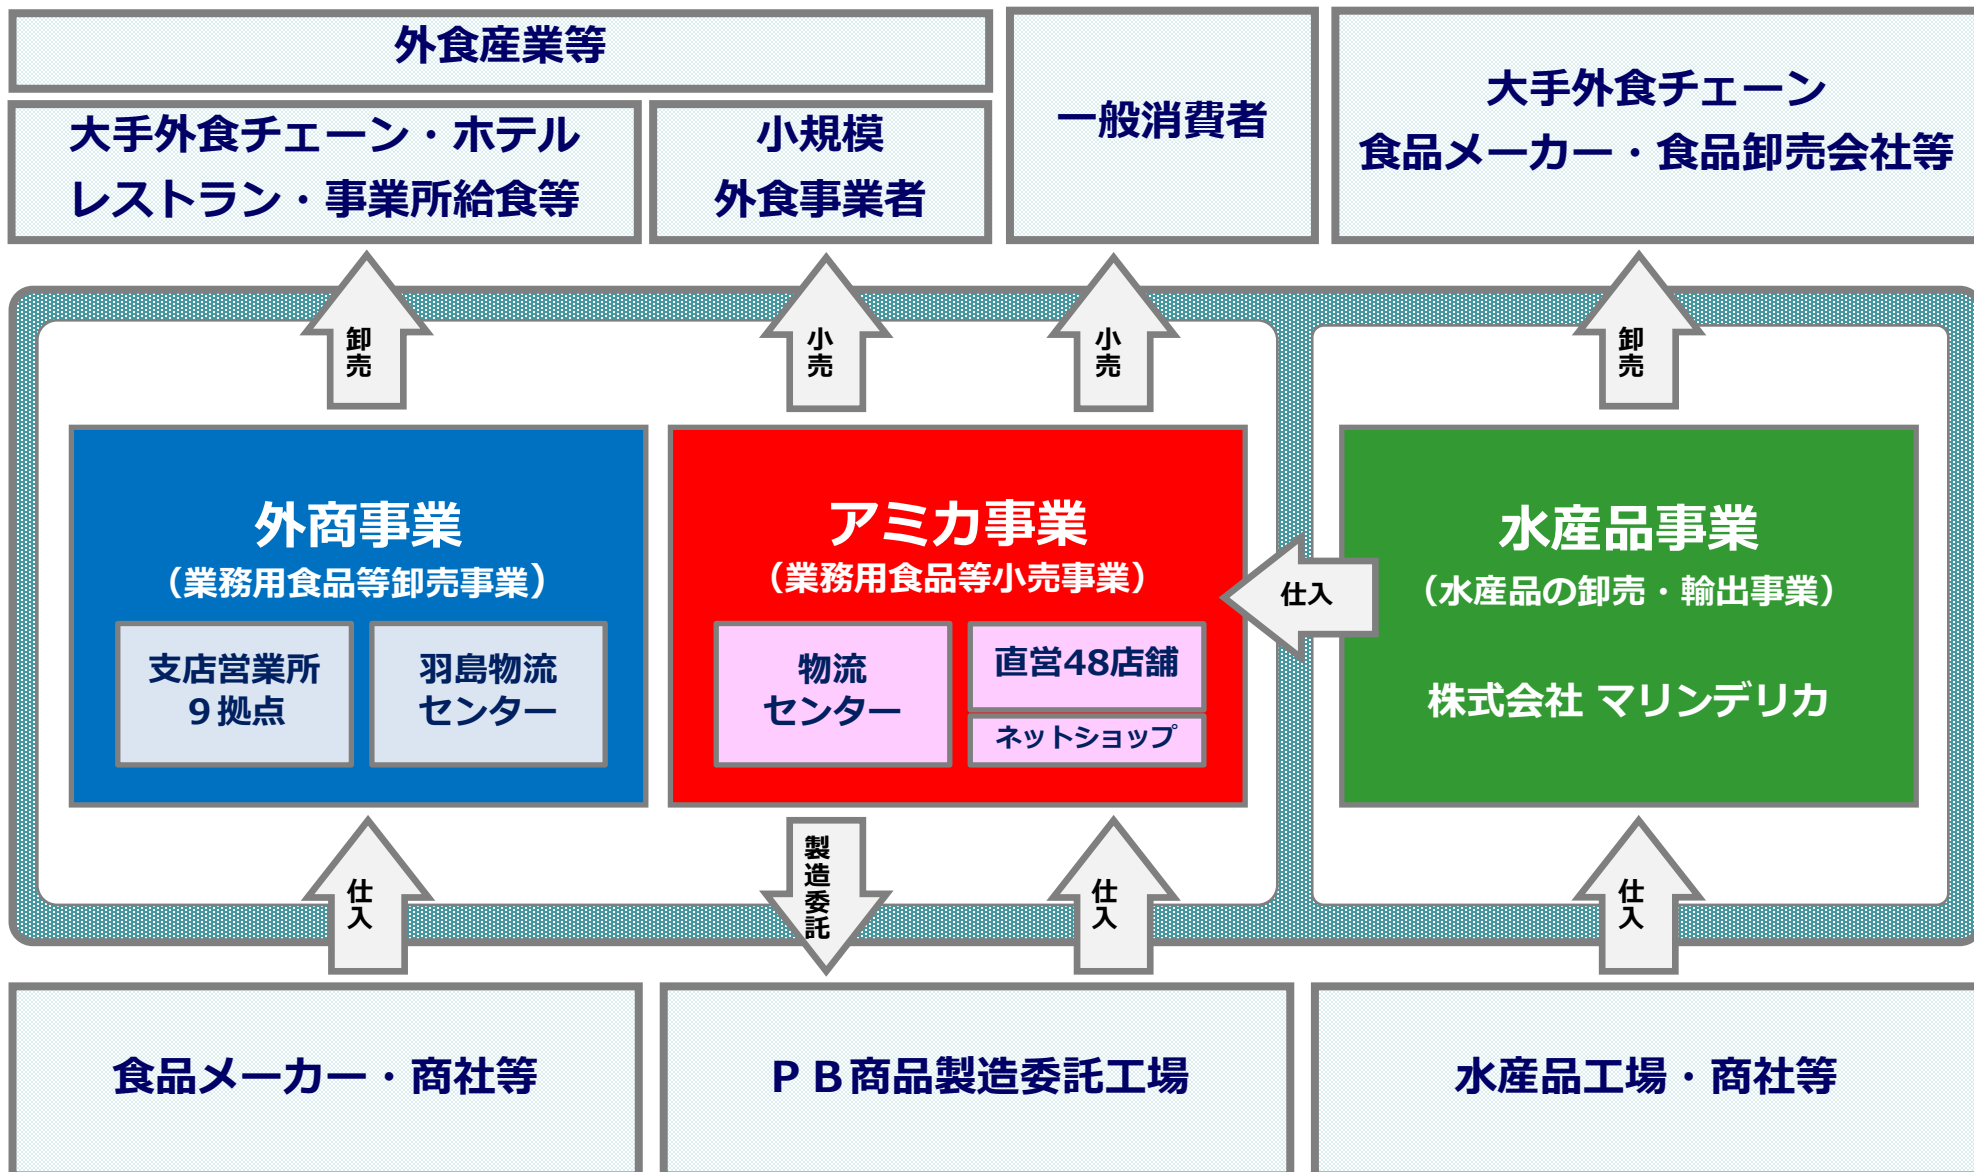 外食産業等
大手外食チェーン・ホテル
レストラン・事業所給食等
小規模
外食事業者
一般消費者
大手外食チェーン
食品メーカー・食品卸売会社等
卸売
小売
小売
卸売
外商事業
（業務用食品等卸売事業）
支店営業所
９拠点
羽島物流
センター
アミカ事業
（業務用食品等小売事業）
物流
センター
直営48店舗
ネットショップ
仕入
水産品事業
（水産品の卸売・輸出事業）
株式会社 マリンデリカ
仕入
製造委託
仕入
仕入
食品メーカー・商社等
ＰＢ商品製造委託工場
水産品工場・商社等